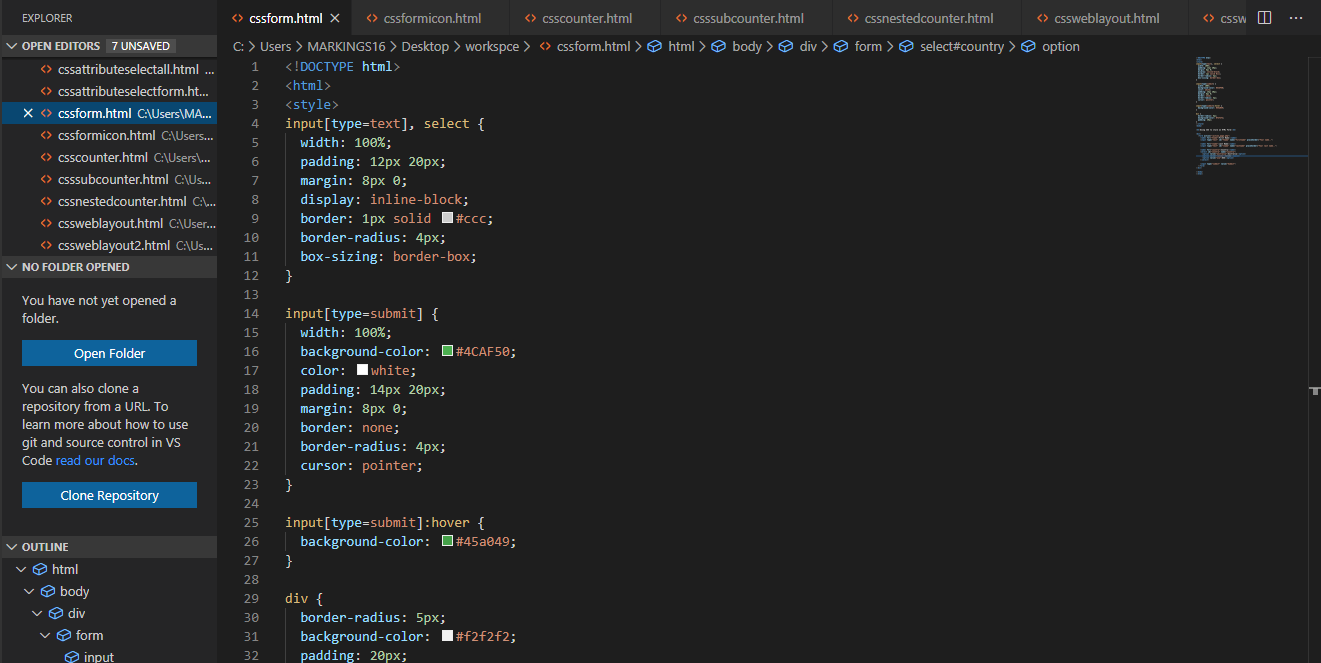 EXPLORER
OPEN EDITORS 7 UNSAVED
cssattributeselectall.html ...
cssattributeselectform.ht...
cssform.html C:\Users\MA...
cssformicon.html C:\Users...
csscounter.html C:\Users\...
csssubcounter.html C:\Us...
cssnestedcounter.html C:\...
cssweblayout.html C:\User...
cssweblayout2.html C:\Us...
NO FOLDER OPENED
You have not yet opened a
folder.
Open Folder
You can also clone a
repository from a URL. To
learn more about how to use
git and source control in VS
Code read our docs.
Clone Repository
OUTLINE
html
body
div
form
input
cssform.html cssformicon.html csscounter.html csssubcounter.html cssnestedcounter.html cssweblayout.html cssw
C: > Users > MARKINGS16 > Desktop > workspce > cssform.html > html > body > div > form > select#country > option
1 <!DOCTYPE html>
2 <html>
3 <style>
4 input[type=text], select {
5 width: 100%;
6 padding: 12px 20px;
7 margin: 8px 0;
8 display: inline-block;
9 border: 1px solid #ccc;
10 border-radius: 4px;
11 box-sizing: border-box;
12 }
13
14 input[type=submit] {
15 width: 100%;
16 background-color: #4CAF50;
17 color: white;
18 padding: 14px 20px;
19 margin: 8px 0;
20 border: none;
21 border-radius: 4px;
22 cursor: pointer;
23 }
24
25 input[type=submit]:hover {
26 background-color: #45a049;
27 }
28
29 div {
30 border-radius: 5px;
31 background-color: #f2f2f2;
32 padding: 20px;